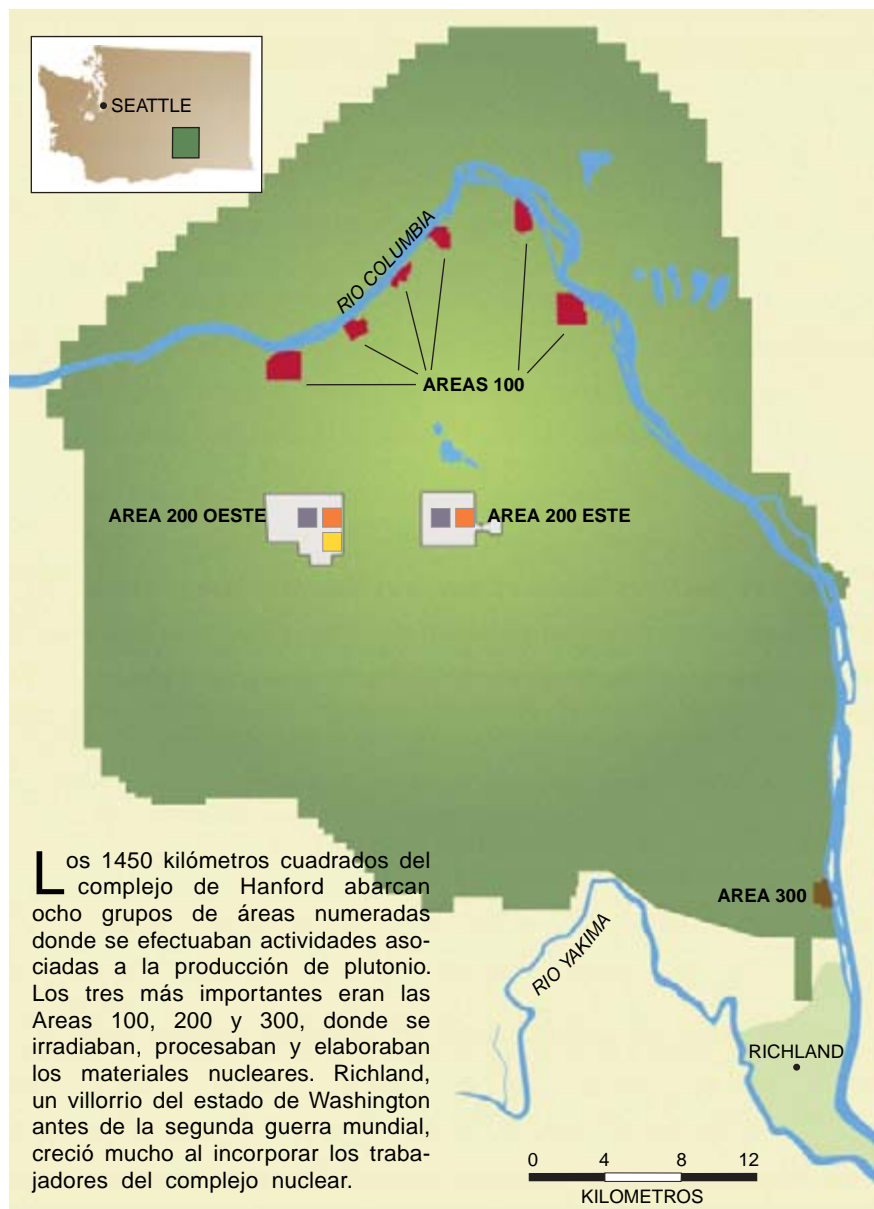 SEATTLE
RIO COLUMBIA
AREAS 100
AREA 200 OESTE
AREA 200 ESTE
Los 1450 kilómetros cuadrados del
complejo de Hanford abarcan
ocho grupos de áreas numeradas
donde se efectuaban actividades aso-
ciadas a la producción de plutonio.
Los tres más importantes eran las
Areas 100, 200 y 300, donde se
irradiaban, procesaban y elaboraban
los materiales nucleares. Richland,
un villorrio del estado de Washington
antes de la segunda guerra mundial,
creció mucho al incorporar los traba-
jadores del complejo nuclear.
AREA 300
RIO YAKIMA
RICHLAND
0 4 8 12
KILOMETROS